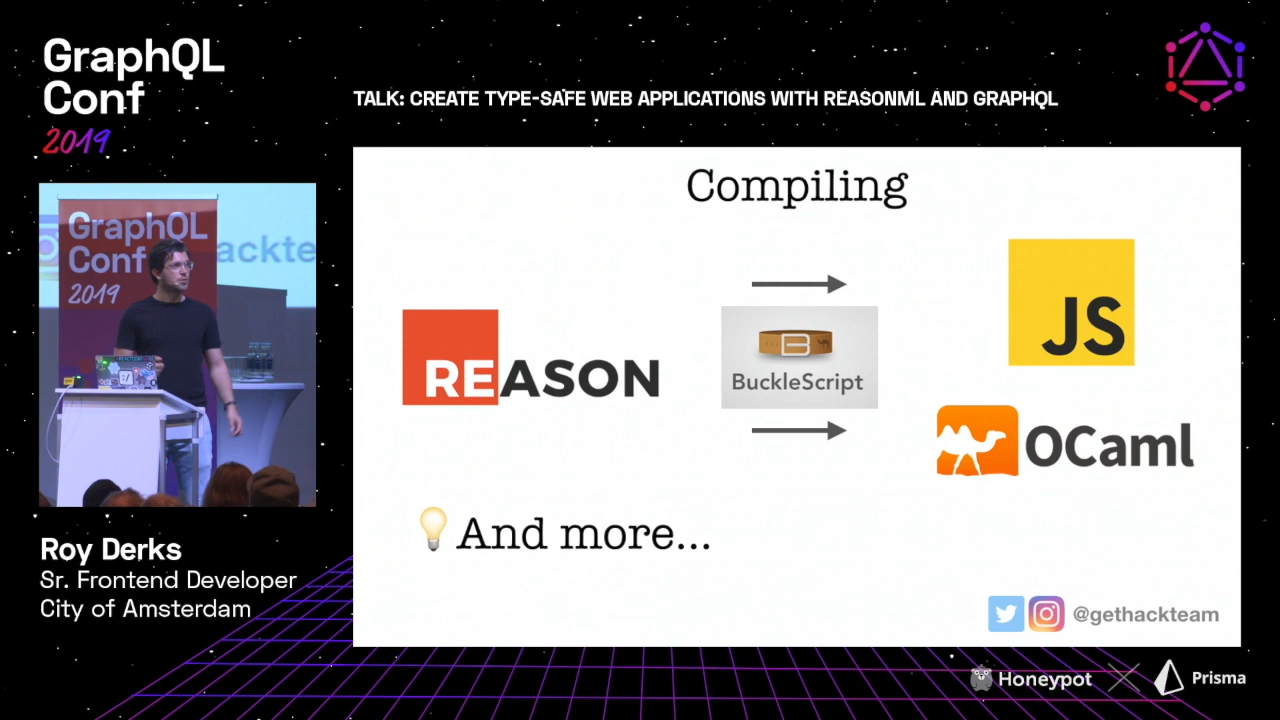 GraphQL
Conf
2019
TALK: CREATE TYPE-SAFE WEB APPLICATIONS WITH REASONML AND GRAPHQL
GraphQL
Conf
2019
ackte
Roy Derks
Sr. Frontend Developer
City of Amsterdam
Compiling
REASON
BuckleScript
JS
OCaml
And more...
@gethackteam
Honeypot
Prisma